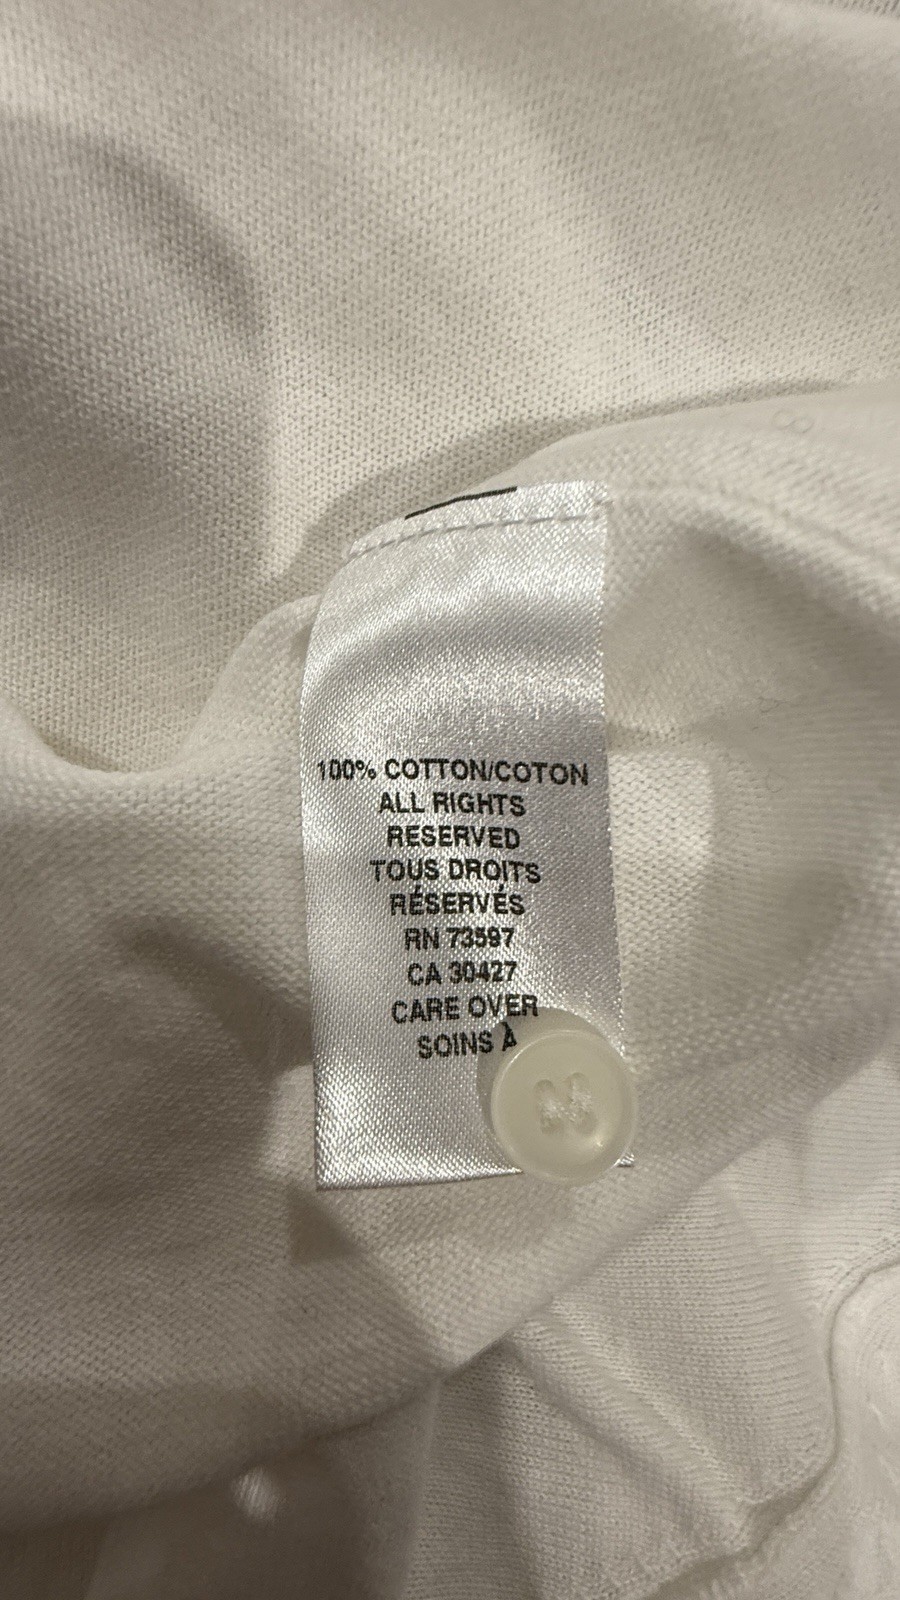 100% COTTON/COTON
ALL RIGHTS
RESERVED
TOUS DROITS
RÉSERVÉS
RN 73597
CA 30427
CARE OVER
SOINS À